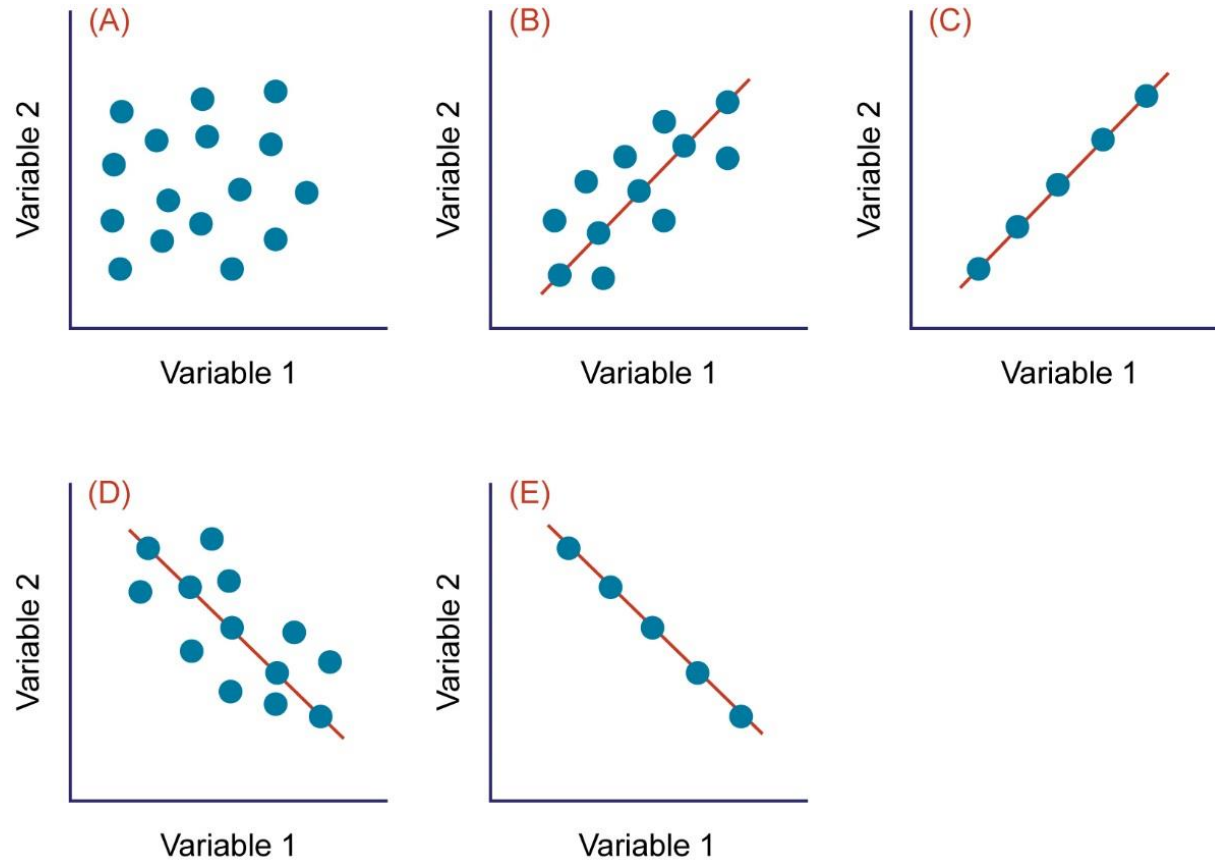 (A)
Variable 2
Variable 1
(B)
Variable 2
Variable 1
(C)
Variable 2
Variable 1
(D)
Variable 2
Variable 1
(E)
Variable 2
Variable 1